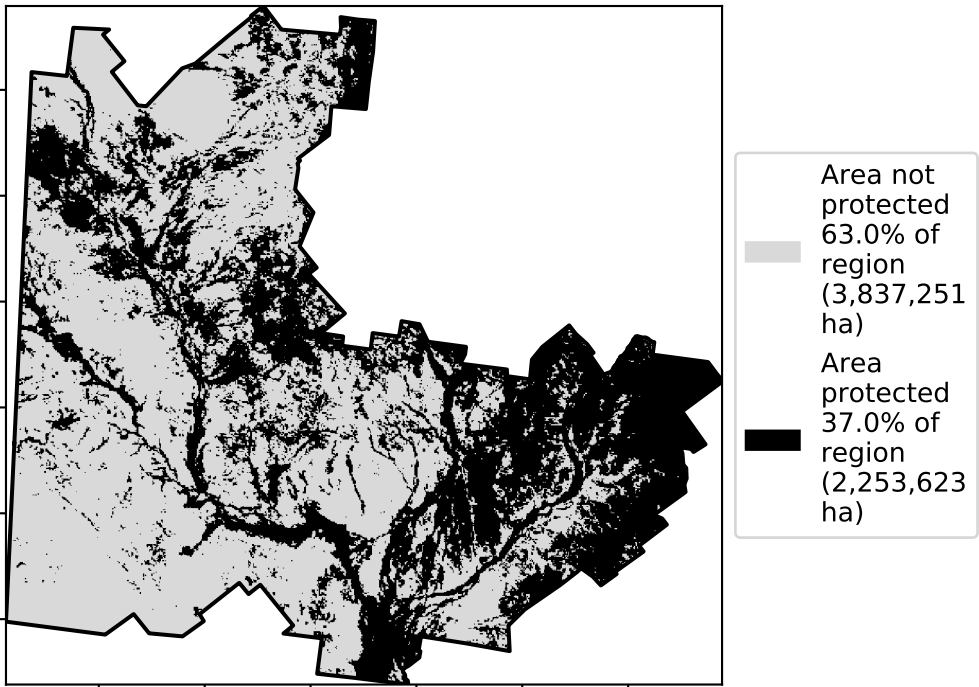 Area not
protected
63.0% of
region
(3,837,251
ha)
Area
protected
37.0% of
region
(2,253,623
ha)